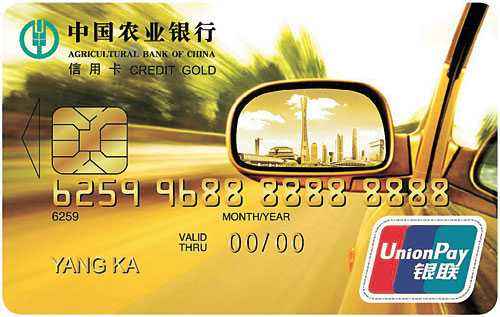 中国农业银行
AGRICULTURAL BANK OF CHINA
信用卡 CREDIT GOLD
6259 9688 8888 8888
6259
MONTH/YEAR
VALID
THRU
00/00
YANG KA
UnionPay
银联